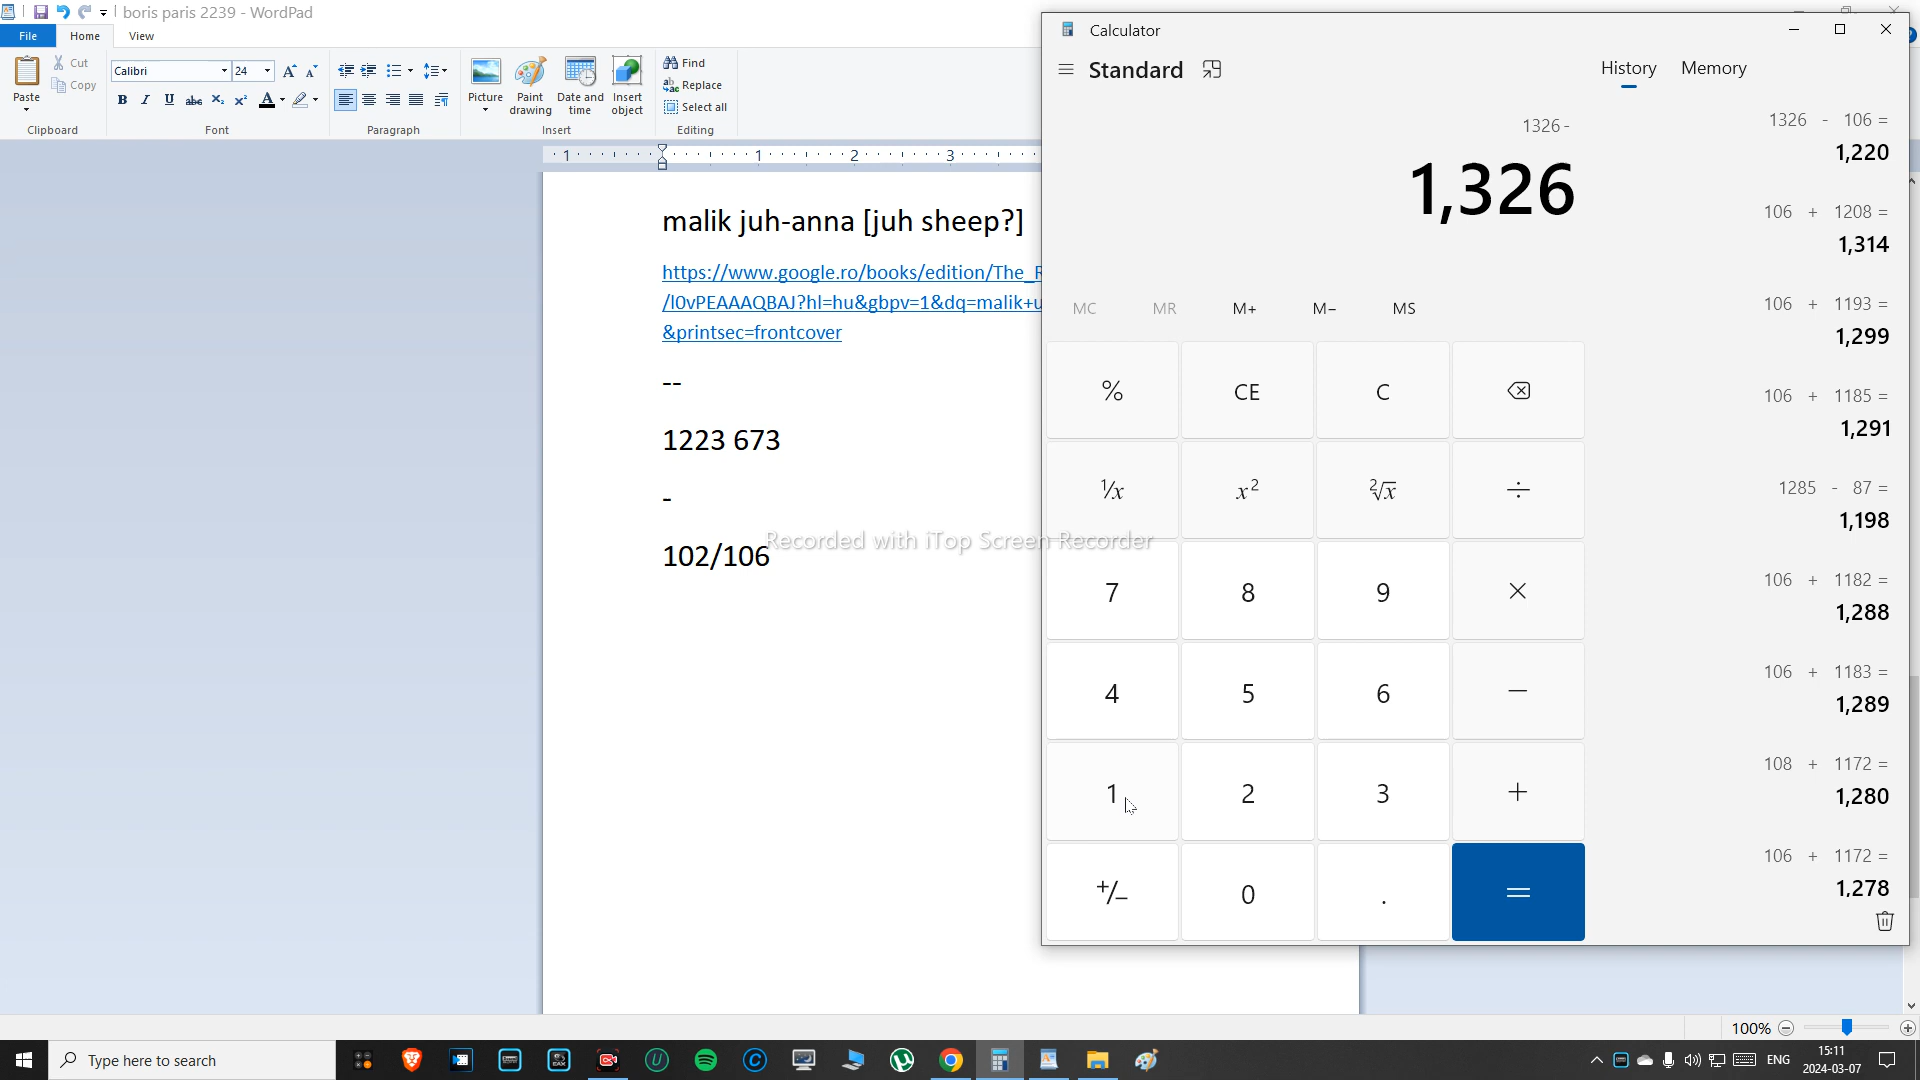 boris paris 2239 - WordPad
File
Home
View
Paste
Cut
Copy
Clipboard
Calibri
24
B
I
U
abc
Font
Paragraph
Picture
Paint drawing
Date and time
Insert object
Insert
Find
Replace
Select all
Editing
1
1
2
3
malik juh-anna [juh sheep?]
https://www.google.ro/books/edition/The_R
/l0vPEAAAQBAJ?hl=hu&gbpv=1&dq=malik+u
&printsec=frontcover
--
1223 673
-
102/106
Recorded with iTop Screen Recorder
Calculator
Standard
History
Memory
1326 -
1,326
MC MR M+ M− MS
% CE C
1/x x² ²√x ÷
7 8 9 ×
4 5 6 −
1 2 3 +
+/− 0 . =
1326 - 106 =
1,220
106 + 1208 =
1,314
106 + 1193 =
1,299
106 + 1185 =
1,291
1285 - 87 =
1,198
106 + 1182 =
1,288
106 + 1183 =
1,289
108 + 1172 =
1,280
106 + 1172 =
1,278
100%
Type here to search
ENG
15:11
2024-03-07